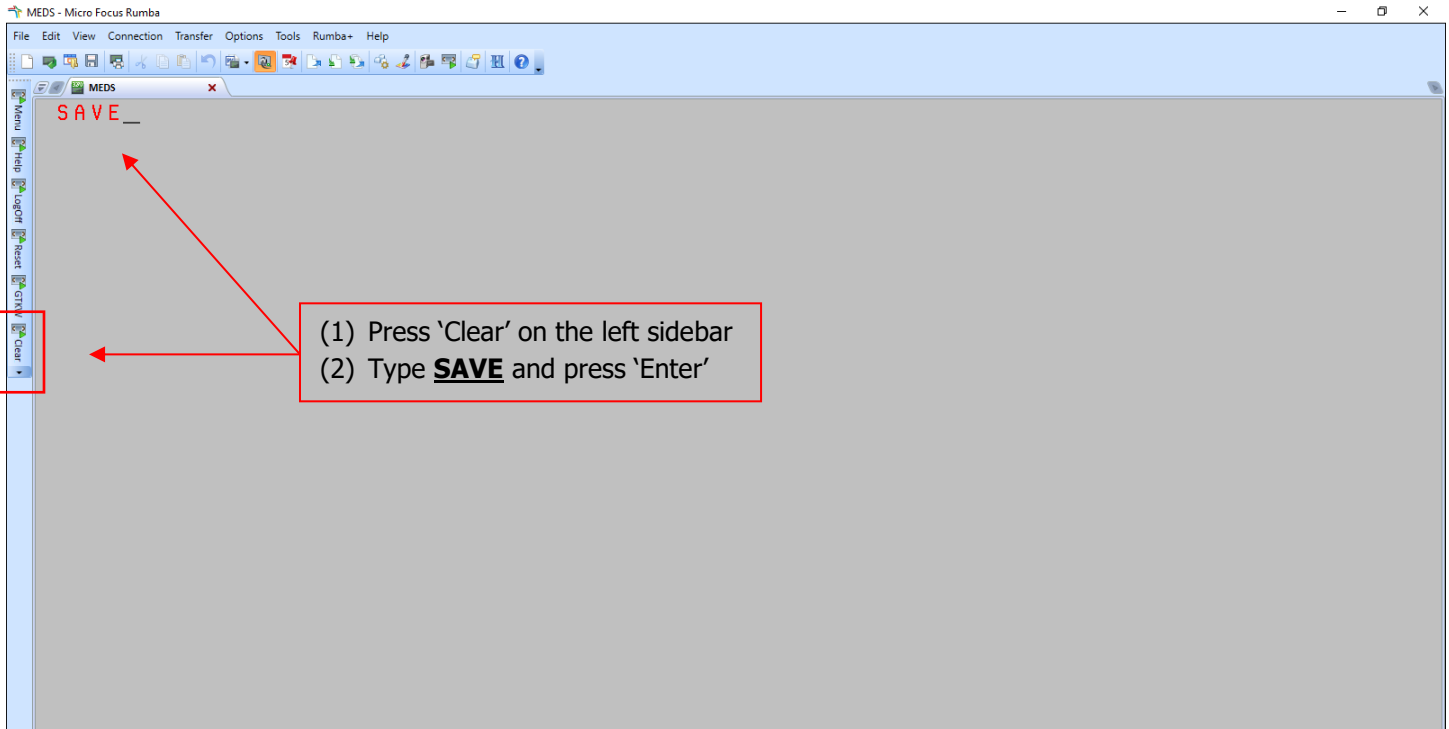 MEDS - Micro Focus Rumba
File Edit View Connection Transfer Options Tools Rumba+ Help
MEDS
SAVE_
Menu
Help
LogOff
Reset
GTKW
Clear
(1) Press ‘Clear’ on the left sidebar
(2) Type SAVE and press ‘Enter’